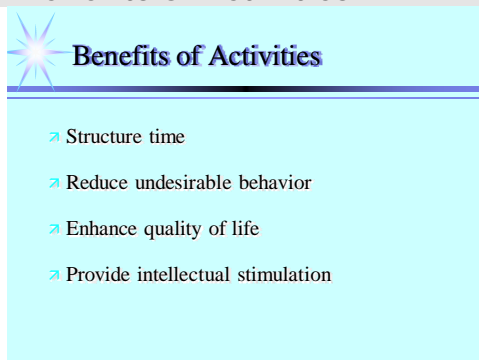 Benefits of Activities
Structure time
Reduce undesirable behavior
Enhance quality of life
Provide intellectual stimulation